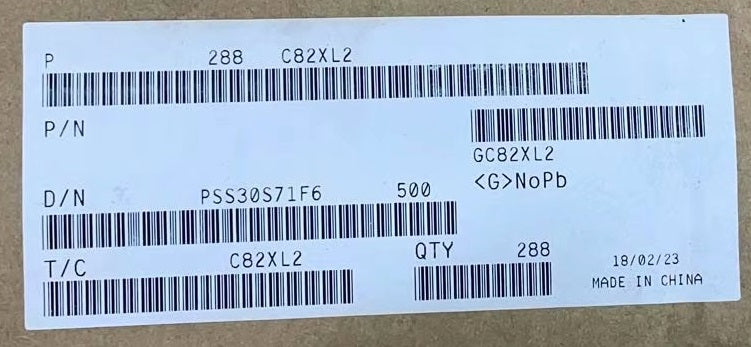 P 288 C82XL2
P/N
GC82XL2
<G>NoPb
D/N PSS30S71F6 500
T/C C82XL2
QTY 288
18/02/23
MADE IN CHINA